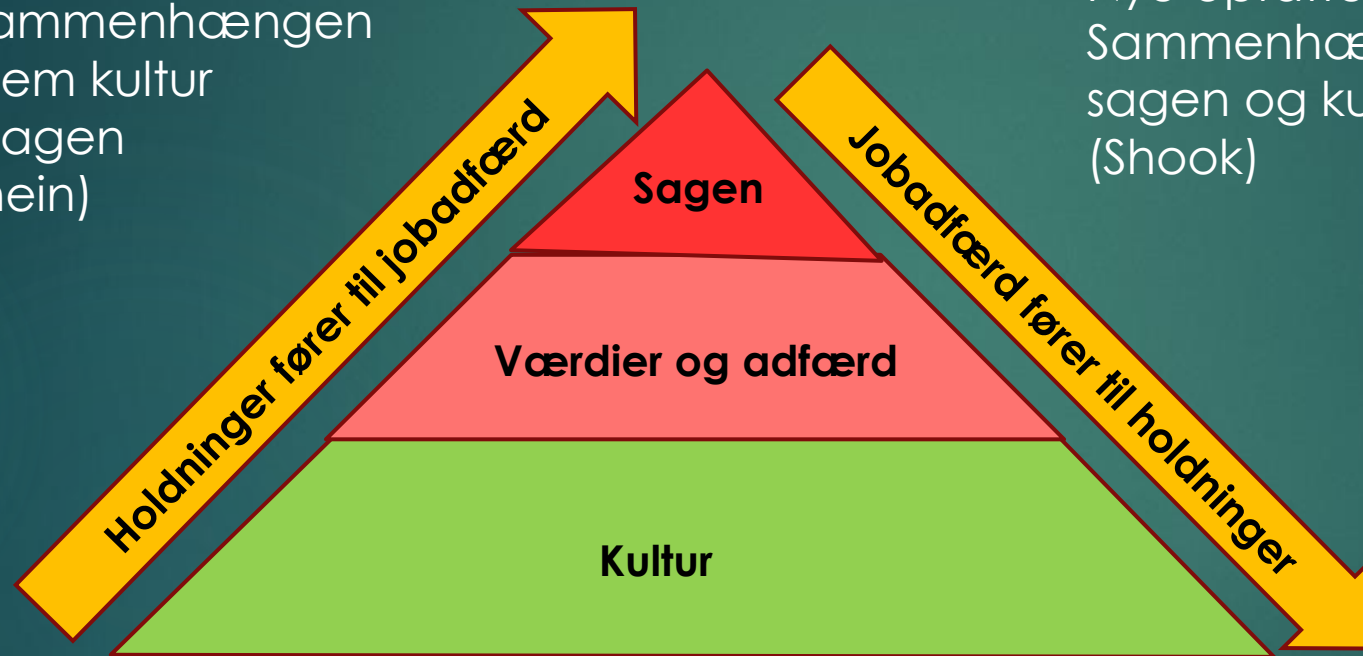 ammenhængen
em kultur
agen
nein)
Sammenhæ
sagen og ku
(Shook)
Holdninger fører til jobadfærd
Jobadfærd fører til holdninger
Sagen
Værdier og adfærd
Kultur